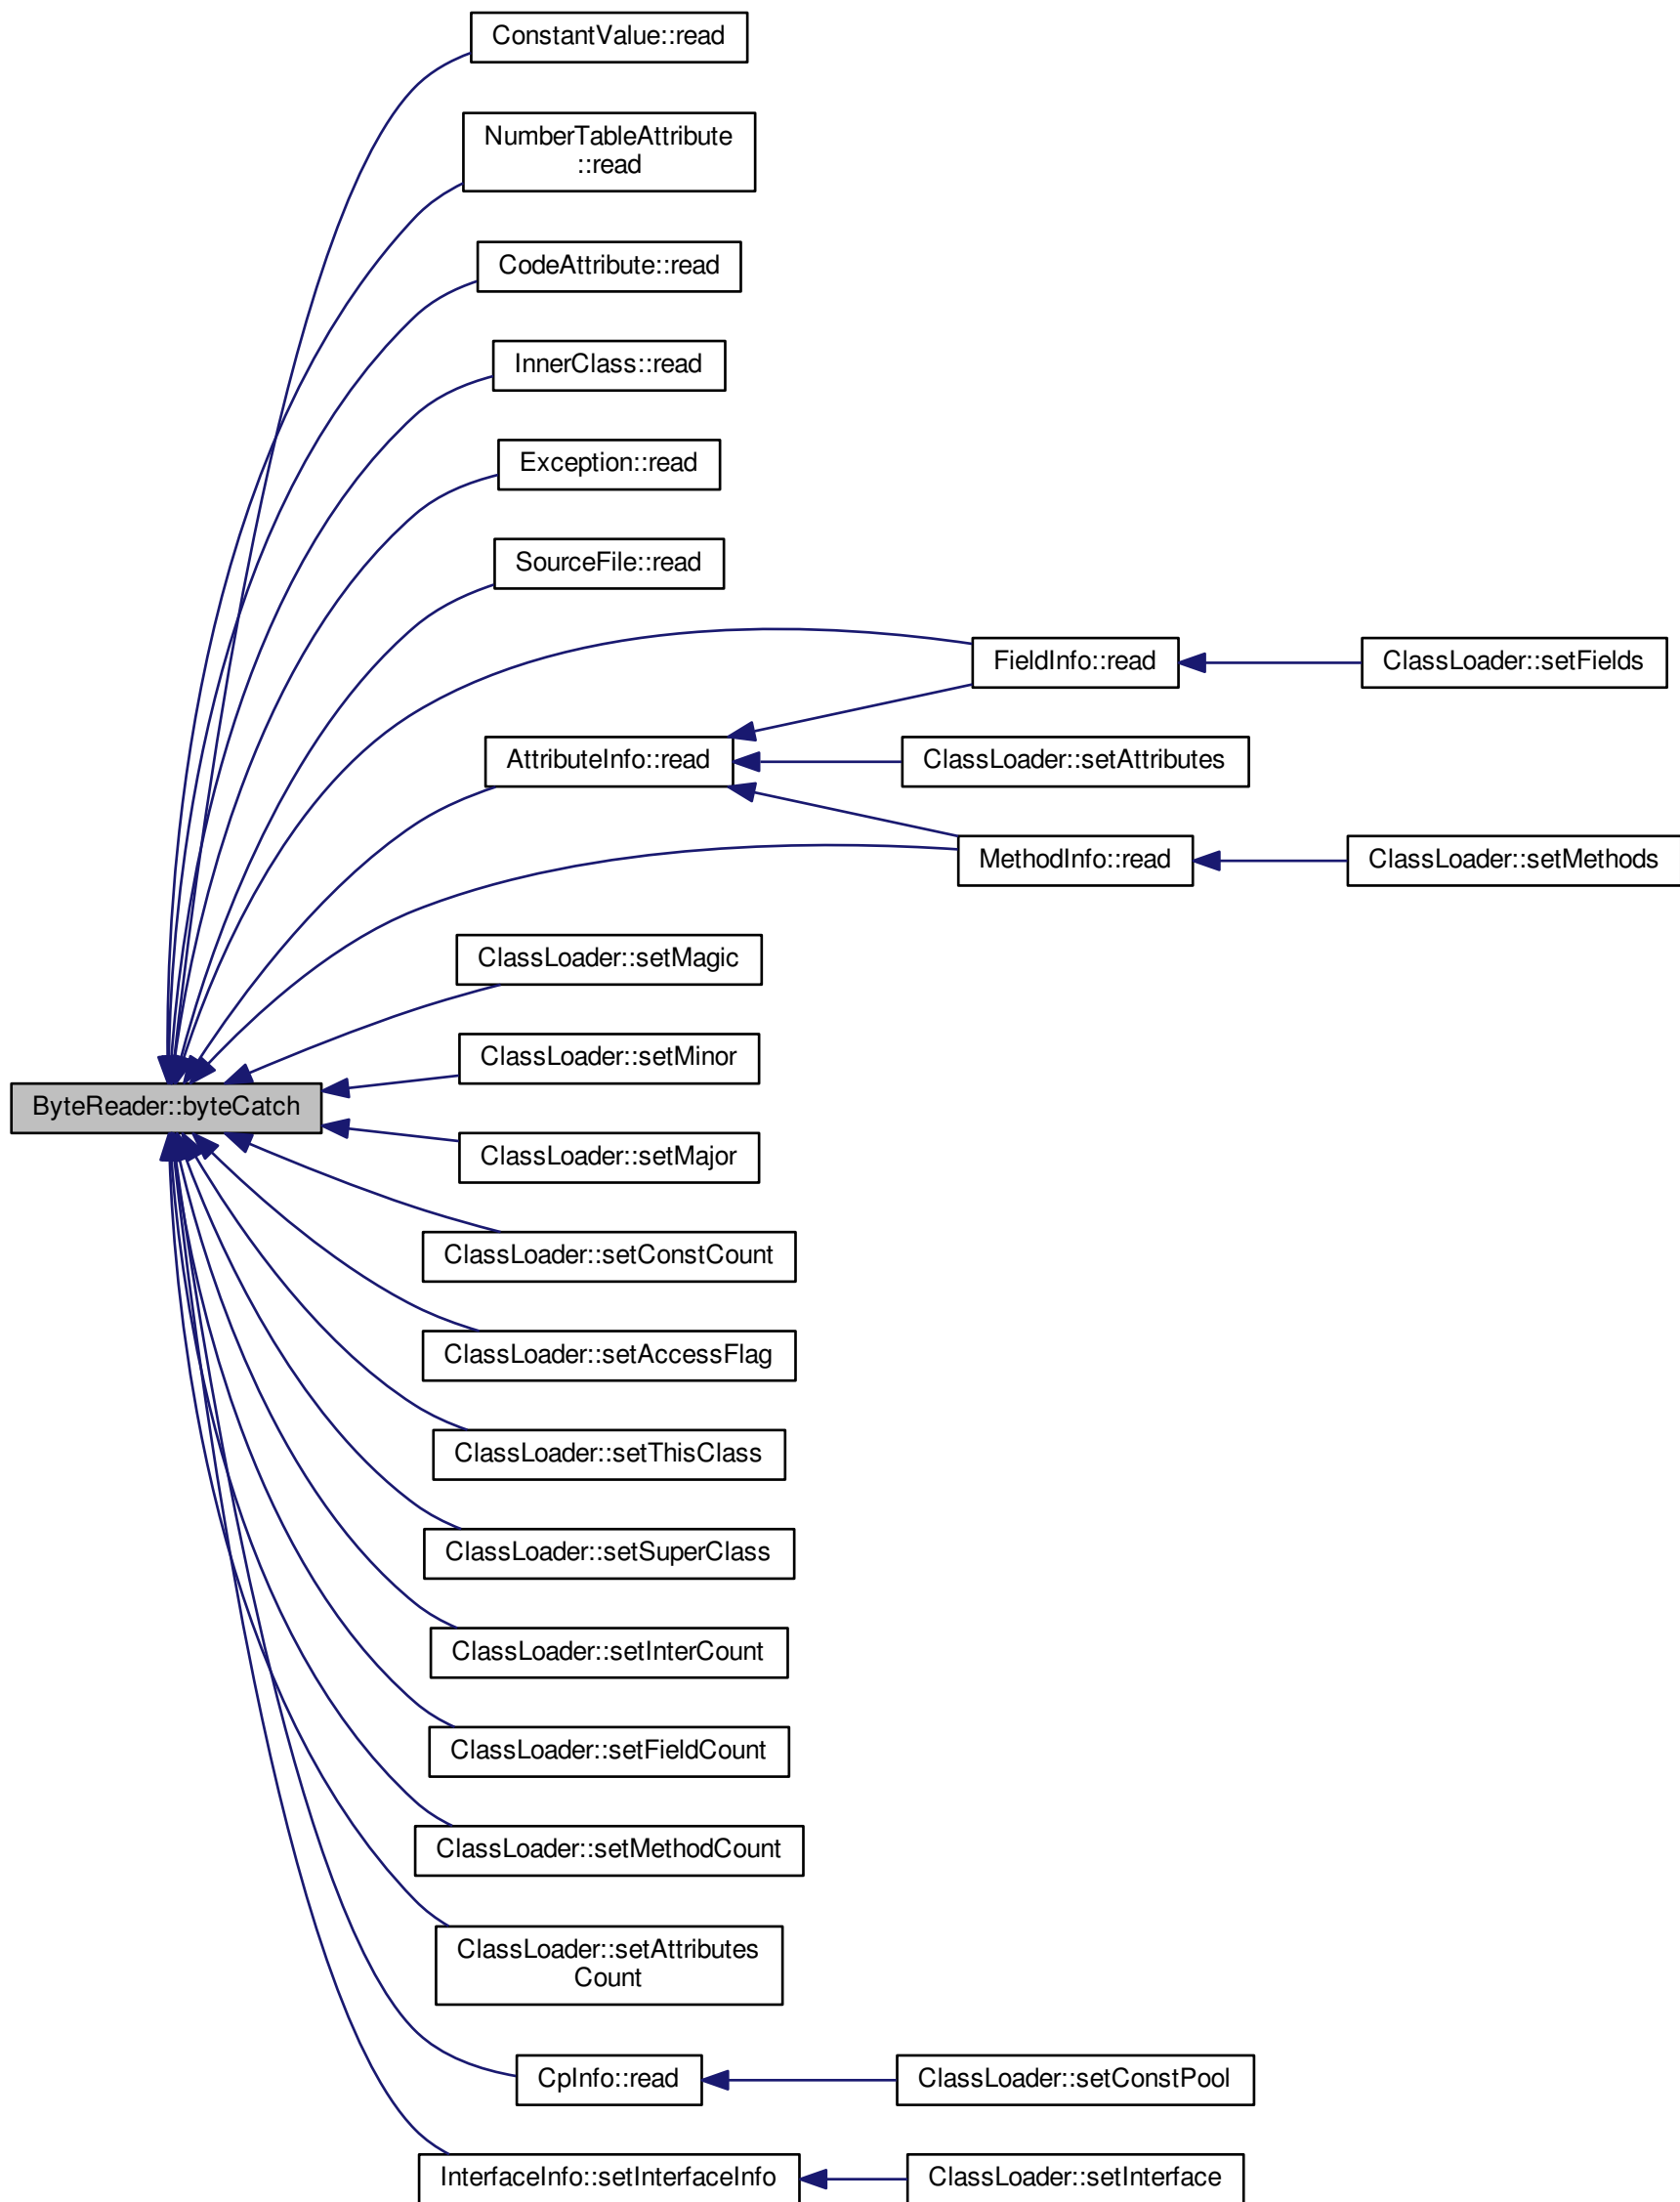 ConstantValue::read
NumberTableAttribute
::read
CodeAttribute::read
InnerClass::read
Exception::read
SourceFile::read
FieldInfo::read
ClassLoader::setFields
AttributeInfo::read
ClassLoader::setAttributes
MethodInfo::read
ClassLoader::setMethods
ClassLoader::setMagic
ClassLoader::setMinor
ByteReader::byteCatch
ClassLoader::setMajor
ClassLoader::setConstCount
ClassLoader::setAccessFlag
ClassLoader::setThisClass
ClassLoader::setSuperClass
ClassLoader::setInterCount
ClassLoader::setFieldCount
ClassLoader::setMethodCount
ClassLoader::setAttributes
Count
CpInfo::read
ClassLoader::setConstPool
InterfaceInfo::setInterfaceInfo
ClassLoader::setInterface